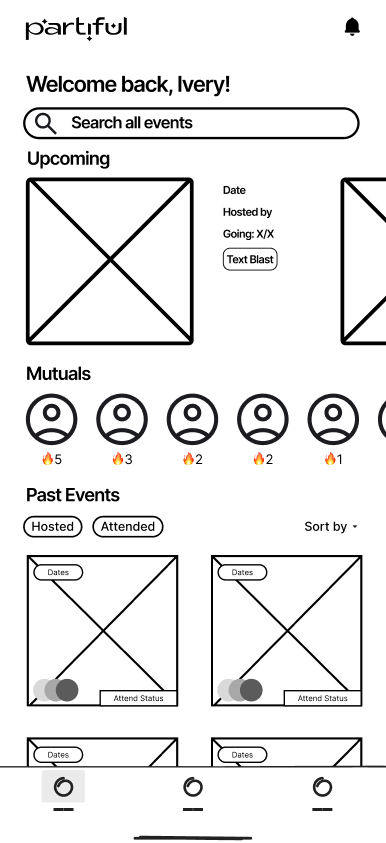 partiful
Welcome back, Ivery!
Search all events
Upcoming
Date
Hosted by
Going: X/X
Text Blast
Mutuals
🔥5 🔥3 🔥2 🔥2 🔥1
Past Events
Hosted Attended Sort by
Dates Dates
Attend Status Attend Status
Dates Dates